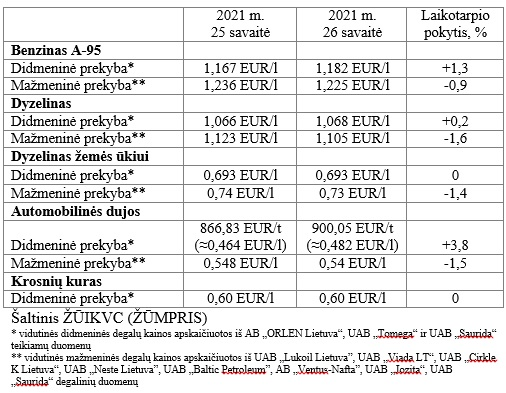 2021 m. 25 savaitė 2021 m. 26 savaitė Laikotarpio pokytis, %
Benzinas A-95
Didmeninė prekyba* 1,167 EUR/l 1,182 EUR/l +1,3
Mažmeninė prekyba** 1,236 EUR/l 1,225 EUR/l -0,9
Dyzelinas
Didmeninė prekyba* 1,066 EUR/l 1,068 EUR/l +0,2
Mažmeninė prekyba** 1,123 EUR/l 1,105 EUR/l -1,6
Dyzelinas žemės ūkiui
Didmeninė prekyba* 0,693 EUR/l 0,693 EUR/l 0
Mažmeninė prekyba** 0,74 EUR/l 0,73 EUR/l -1,4
Automobilinės dujos
Didmeninė prekyba* 866,83 EUR/t (≈0,464 EUR/l) 900,05 EUR/t (≈0,482 EUR/l) +3,8
Mažmeninė prekyba** 0,548 EUR/l 0,54 EUR/l -1,5
Krosnių kuras
Didmeninė prekyba* 0,60 EUR/l 0,60 EUR/l 0
Šaltinis ŽŪIKVC (ŽŪMPRIS)
* vidutinės didmeninės degalų kainos apskaičiuotos iš AB „ORLEN Lietuva“, UAB „Tomega“ ir UAB „Saurida“
teikiamų duomenų
** vidutinės mažmeninės degalų kainos apskaičiuotos iš UAB „Lukoil Lietuva“, UAB „Viada LT“, UAB „Cirkle
K Lietuva“, UAB „Neste Lietuva”, UAB „Baltic Petroleum”, AB „Ventus-Nafta”, UAB „Jozita“, UAB
„Saurida“ degalinių duomenų